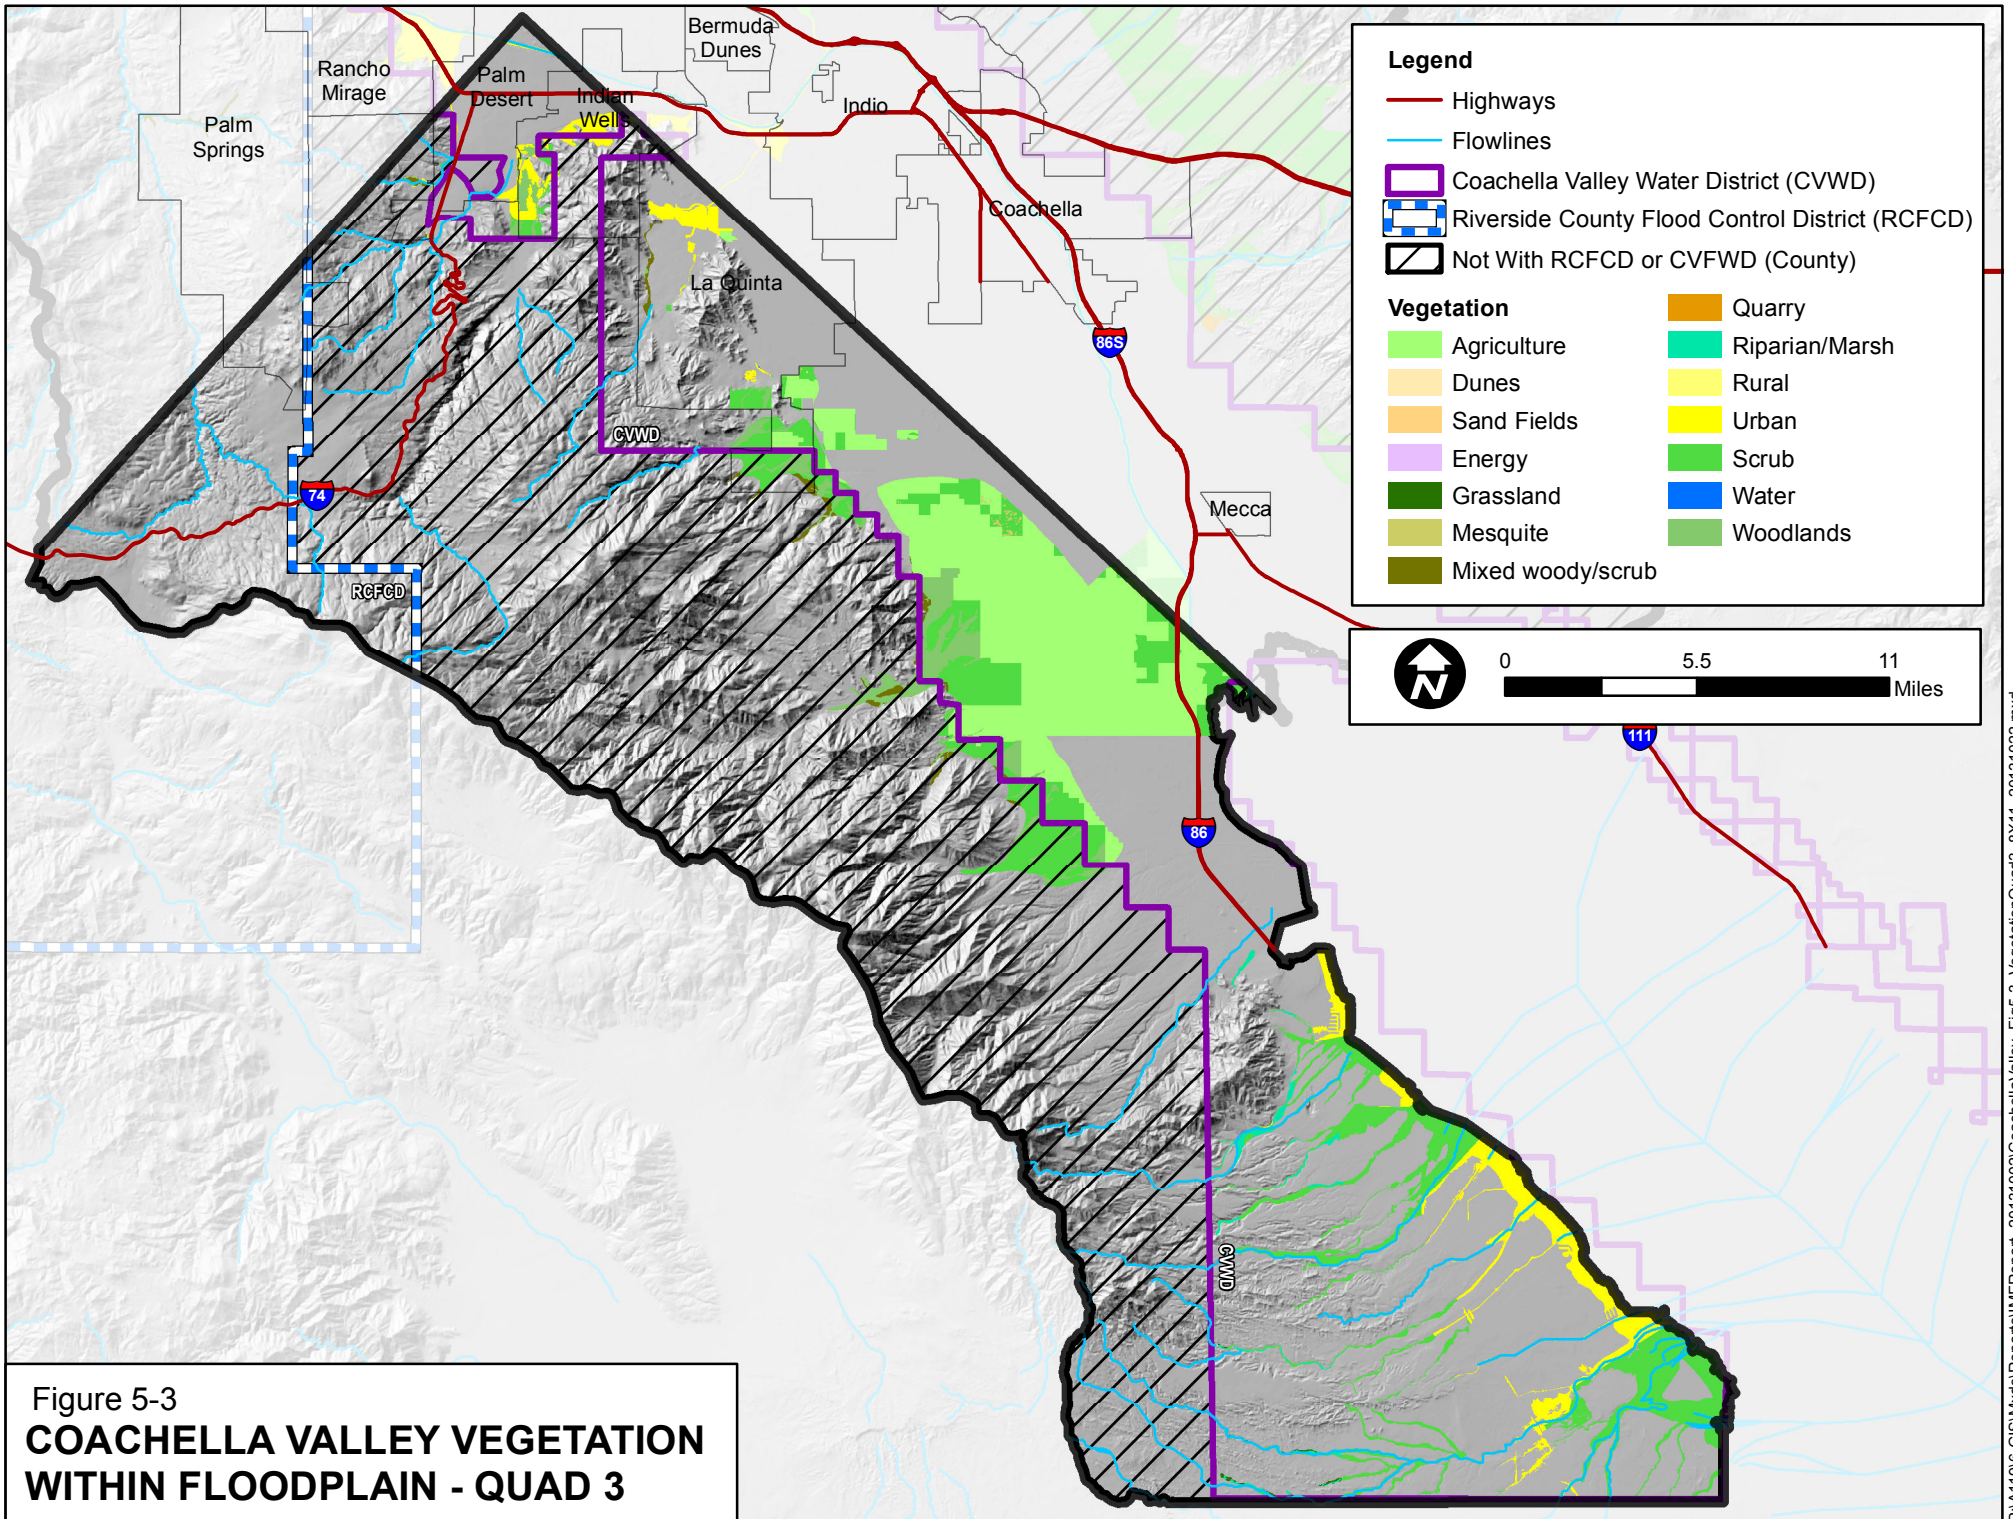 Bermuda
Dunes
Rancho
Mirage
Palm
Desert
Indian
Wells
Indio
Palm
Springs
Coachella
La Quinta
86S
CVWD
74
Mecca
RCFCD
86
111
CVWD
Legend
Highways
Flowlines
Coachella Valley Water District (CVWD)
Riverside County Flood Control District (RCFCD)
Not With RCFCD or CVFWD (County)
Vegetation
Agriculture
Dunes
Sand Fields
Energy
Grassland
Mesquite
Mixed woody/scrub
Quarry
Riparian/Marsh
Rural
Urban
Scrub
Water
Woodlands
N
0 5.5 11
Miles
Figure 5-3
COACHELLA VALLEY VEGETATION
WITHIN FLOODPLAIN - QUAD 3